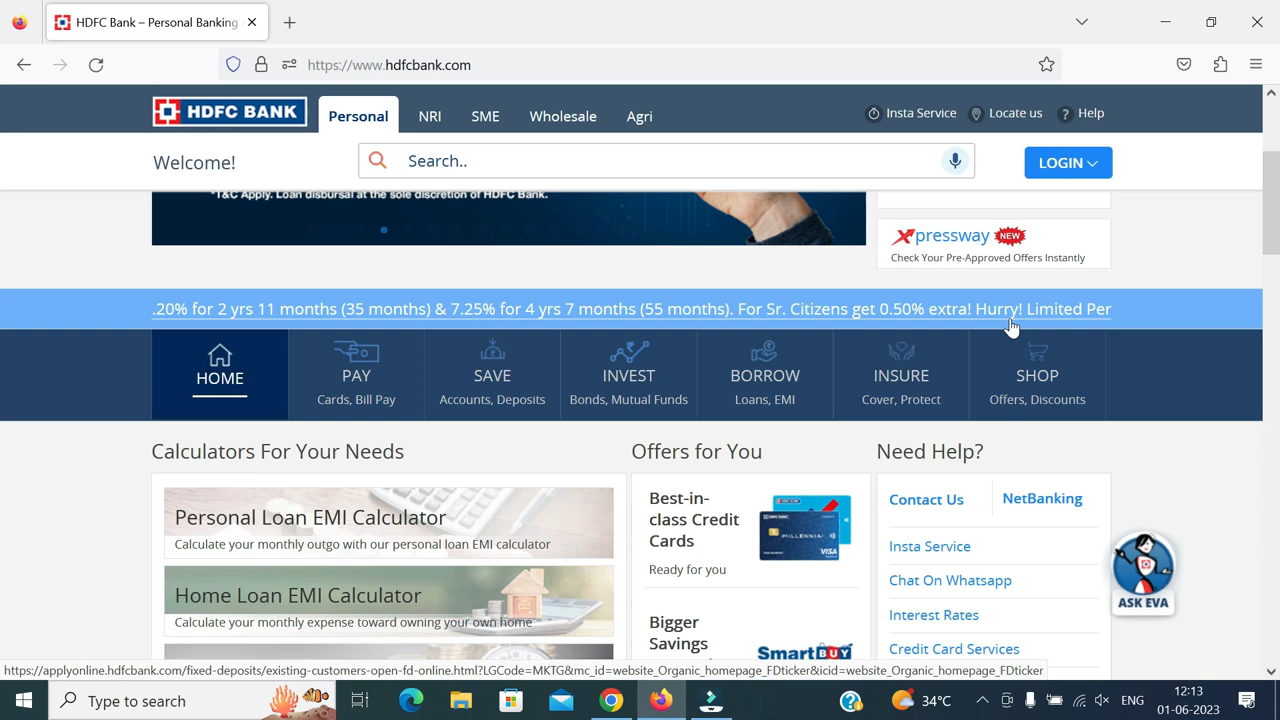 HDFC Bank – Personal Banking
https://www.hdfcbank.com
HDFC BANK
Personal
NRI
SME
Wholesale
Agri
Insta Service
Locate us
? Help
Welcome!
Search..
LOGIN
*T&C Apply. Loan disbursal at the sole discretion of HDFC Bank.
Xpressway NEW
Check Your Pre-Approved Offers Instantly
.20% for 2 yrs 11 months (35 months) & 7.25% for 4 yrs 7 months (55 months). For Sr. Citizens get 0.50% extra! Hurry! Limited Per
HOME
PAY
Cards, Bill Pay
SAVE
Accounts, Deposits
INVEST
Bonds, Mutual Funds
BORROW
Loans, EMI
INSURE
Cover, Protect
SHOP
Offers, Discounts
Calculators For Your Needs
Personal Loan EMI Calculator
Calculate your monthly outgo with our personal loan EMI calculator
Home Loan EMI Calculator
Calculate your monthly expense toward owning your own home
Offers for You
Best-in-
class Credit
Cards
Ready for you
MILLENNIA
VISA
Bigger
Savings
SmartBUY
Need Help?
Contact Us
NetBanking
Insta Service
Chat On Whatsapp
Interest Rates
Credit Card Services
ASK EVA
https://applyonline.hdfcbank.com/fixed-deposits/existing-customers-open-fd-online.html?LGCode=MKTG&mc_id=website_Organic_homepage_FDticker&icid=website_Organic_homepage_FDticker
Type here to search
34°C
ENG
12:13
01-06-2023